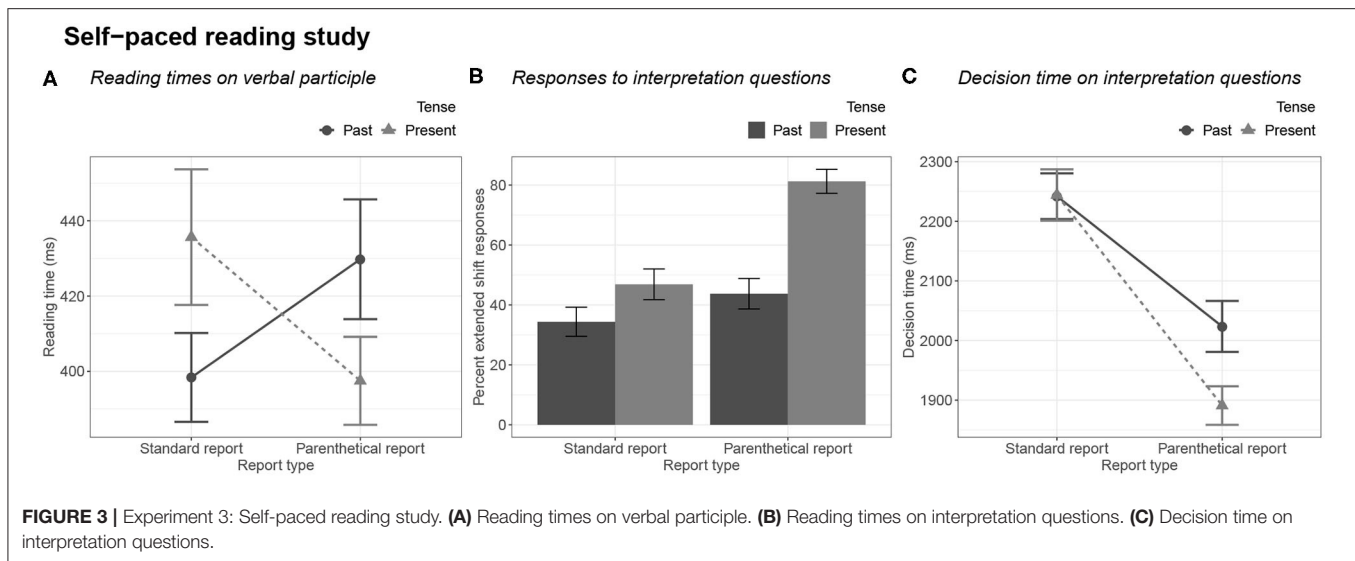 Self-paced reading study
A Reading times on verbal participle
Tense
Past Present
440
420
400
Reading time (ms)
Standard report Parenthetical report
Report type
B Responses to interpretation questions
Tense
Past Present
80
60
40
20
0
Percent extended shift responses
Standard report Parenthetical report
Report type
C Decision time on interpretation questions
Tense
Past Present
2300
2200
2100
2000
1900
Decision time (ms)
Standard report Parenthetical report
Report type
FIGURE 3 | Experiment 3: Self-paced reading study. (A) Reading times on verbal participle. (B) Reading times on interpretation questions. (C) Decision time on
interpretation questions.